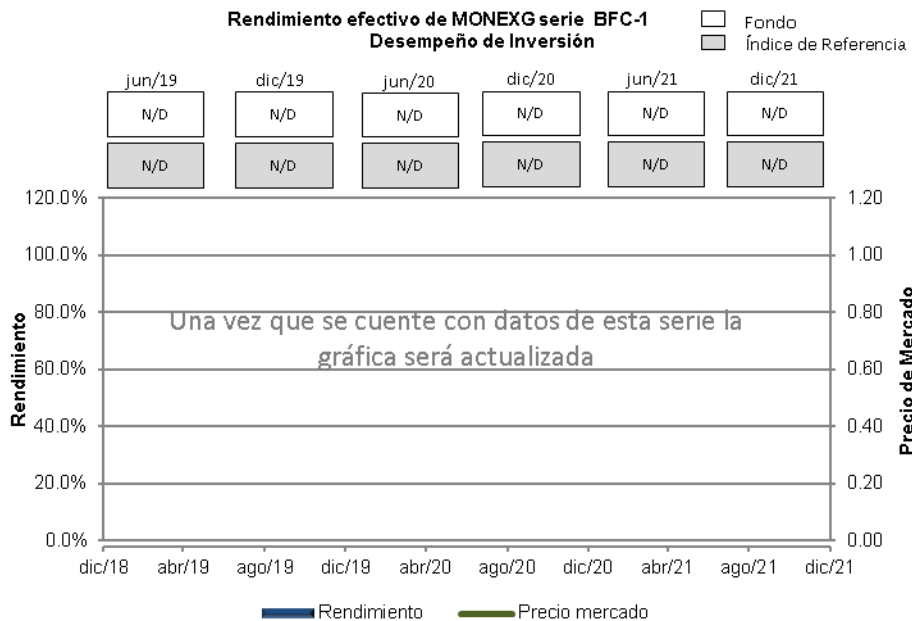 Rendimiento efectivo de MONEXG serie BFC-1
Desempeño de Inversión
Fondo
Índice de Referencia
jun/19 dic/19 jun/20 dic/20 jun/21 dic/21
N/D N/D N/D N/D N/D N/D
N/D N/D N/D N/D N/D N/D
120.0% 1.20
100.0% 1.00
80.0% 0.80
60.0% 0.60
40.0% 0.40
20.0% 0.20
0.0% 0.00
Rendimiento
Una vez que se cuente con datos de esta serie la
gráfica será actualizada
Precio de Mercado
dic/18 abr/19 ago/19 dic/19 abr/20 ago/20 dic/20 abr/21 ago/21 dic/21
Rendimiento Precio mercado